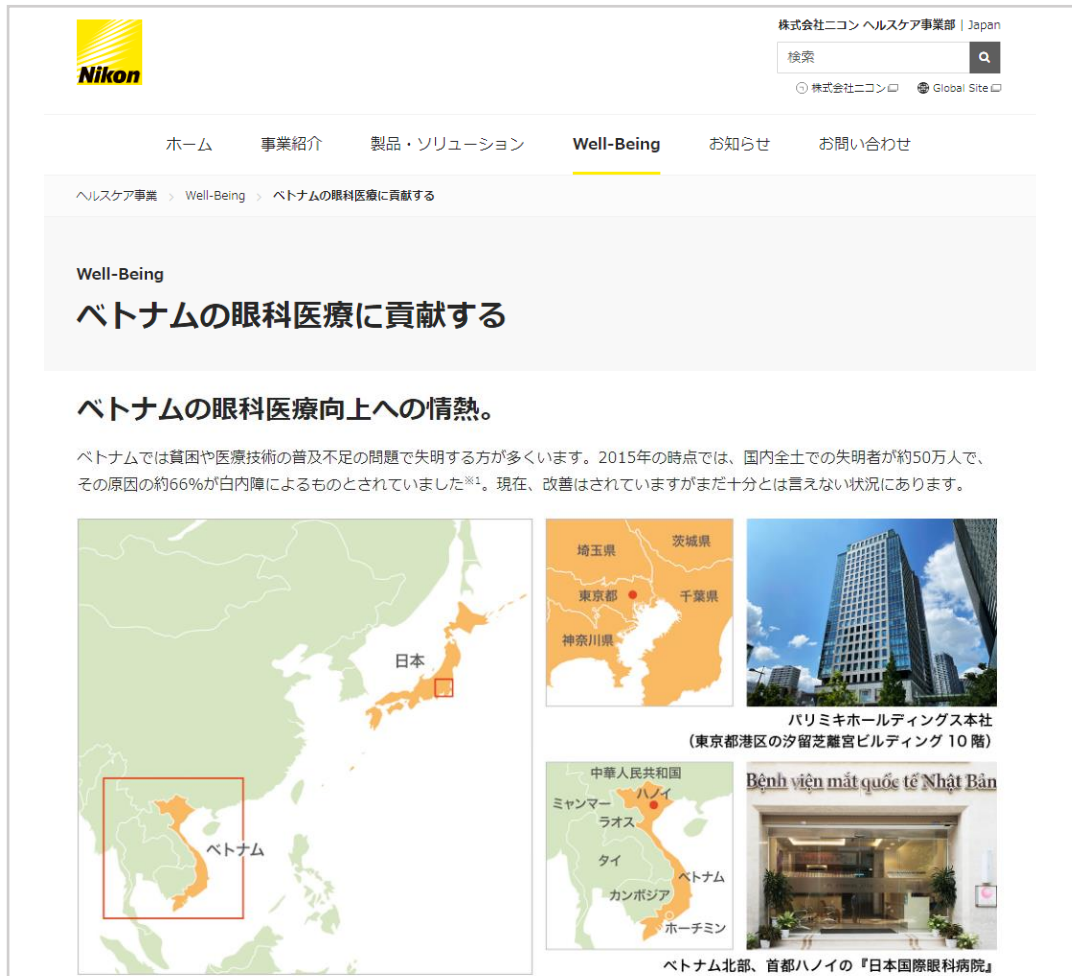 Nikon
株式会社ニコン ヘルスケア事業部 | Japan
検索
株式会社ニコン Global Site
ホーム 事業紹介 製品・ソリューション Well-Being お知らせ お問い合わせ
ヘルスケア事業 > Well-Being > ベトナムの眼科医療に貢献する
Well-Being
ベトナムの眼科医療に貢献する
ベトナムの眼科医療向上への情熱。
ベトナムでは貧困や医療技術の普及不足の問題で失明する方が多くいます。2015年の時点では、国内全土での失明者が約50万人で、
その原因の約66%が白内障によるものとされていました※1。現在、改善はされていますがまだ十分とは言えない状況にあります。
日本
ベトナム
埼玉県
茨城県
東京都
千葉県
神奈川県
パリミキホールディングス本社
(東京都港区の汐留芝離宮ビルディング 10 階)
中華人民共和国
ハノイ
ミャンマー
ラオス
タイ
ベトナム
カンボジア
ホーチミン
Bệnh viện mắt quốc tế Nhật Bản
ベトナム北部、首都ハノイの『日本国際眼科病院』